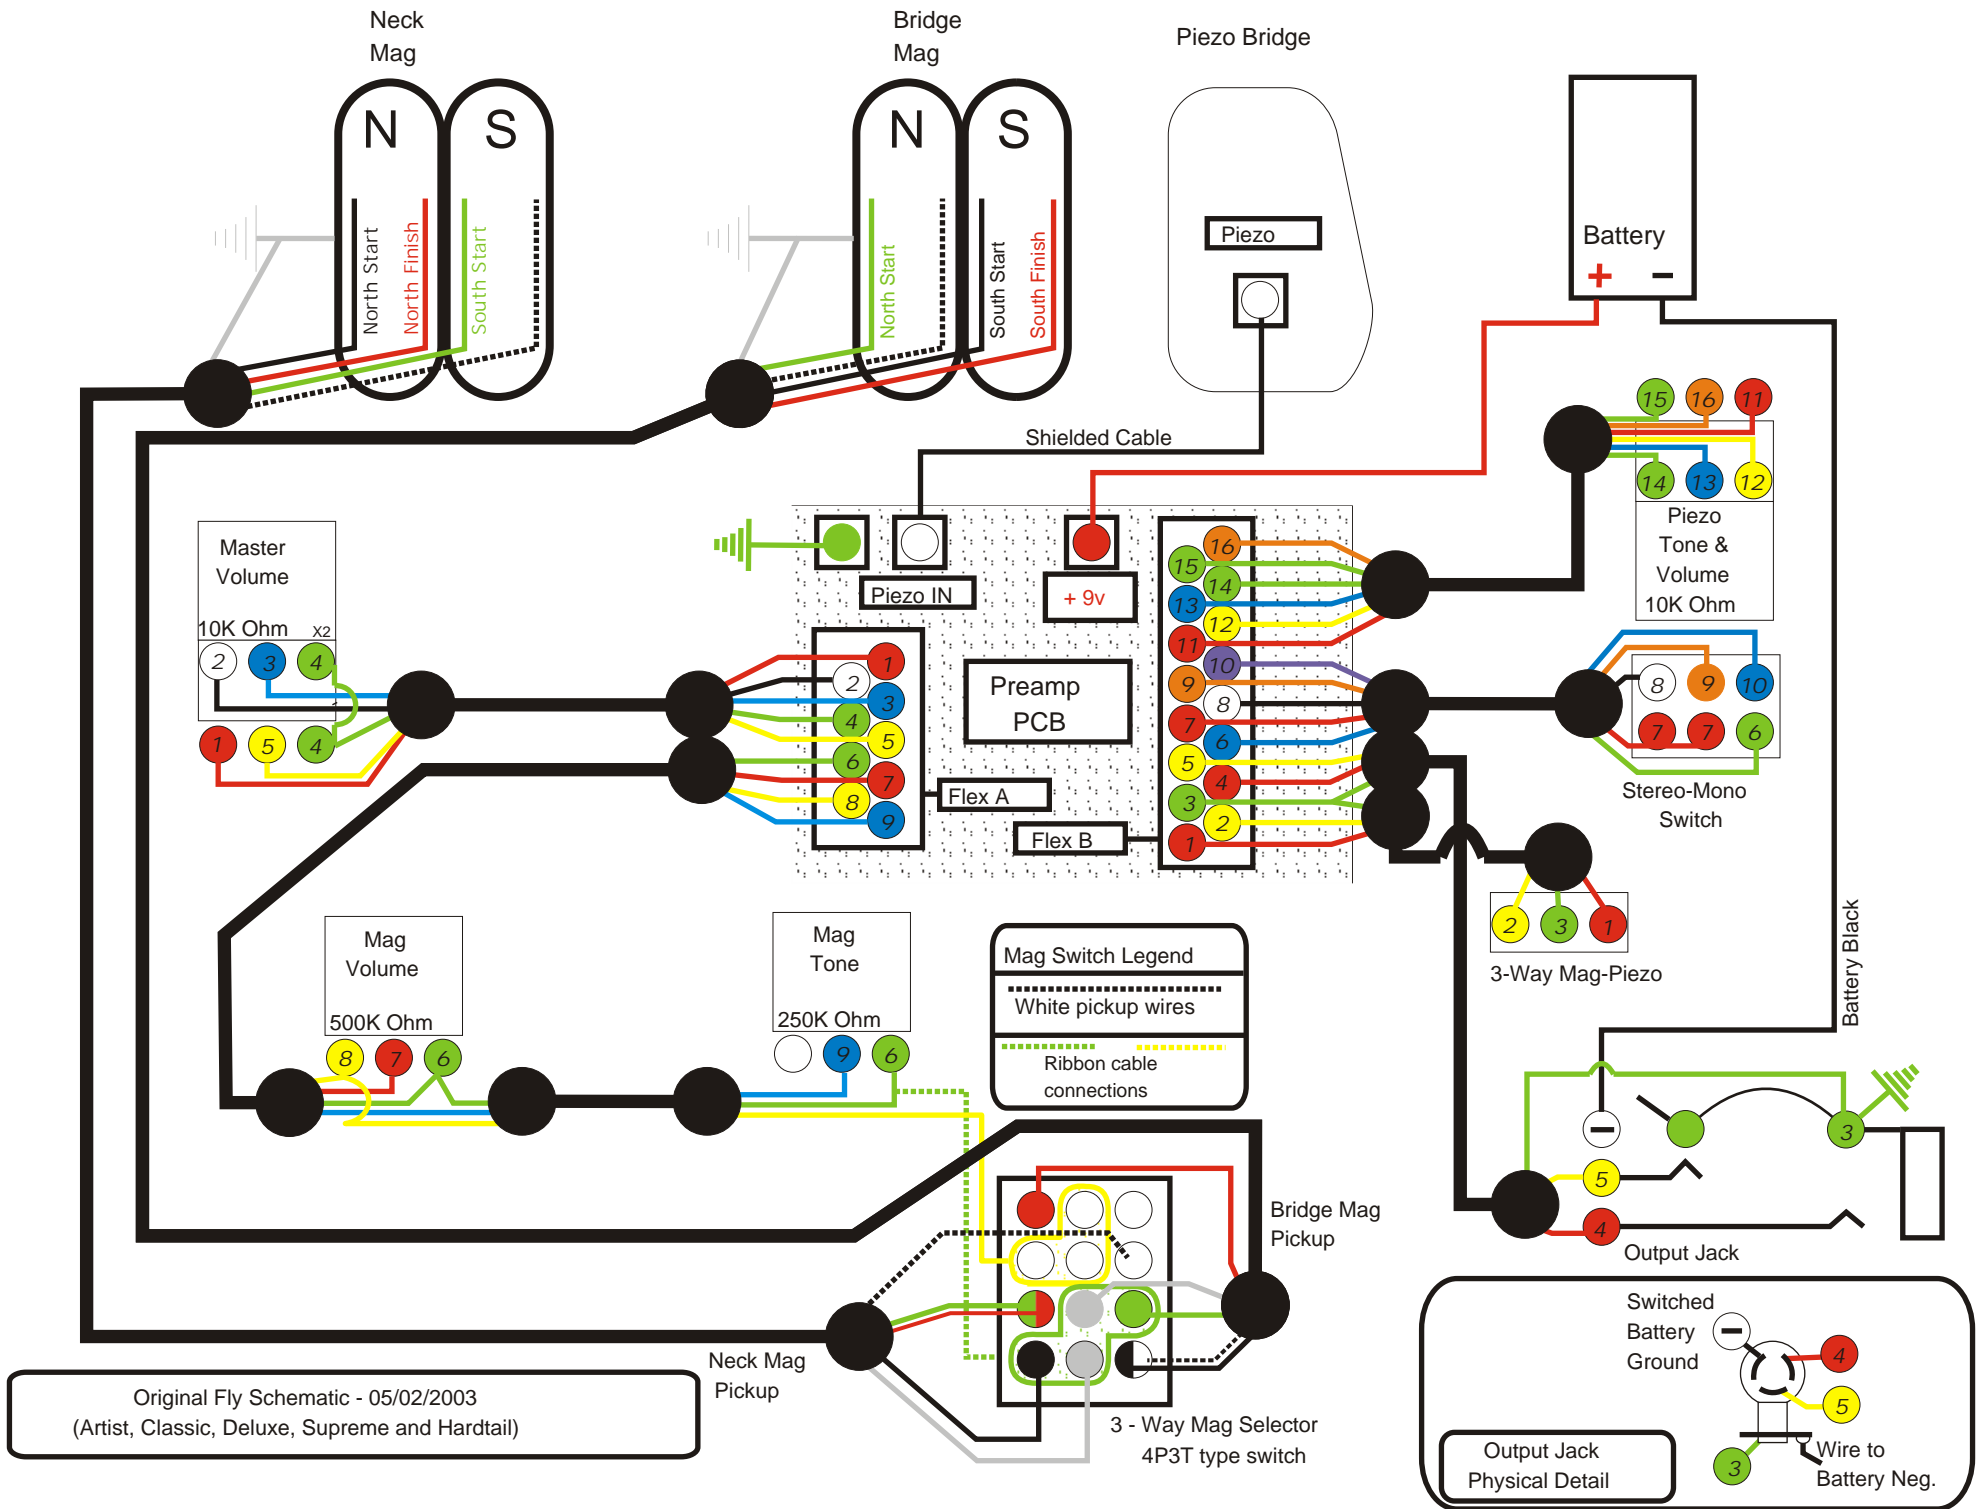 Neck
Mag
Bridge
Mag
Piezo Bridge
N
S
N
S
Piezo
Battery
+
−
North Start
North Finish
South Start
North Start
South Start
South Finish
Shielded Cable
15 16 11
14 13 12
Piezo
Tone &
Volume
10K Ohm
Master
Volume
10K Ohm X2
2 3 4
1 5 4
Piezo IN
+ 9v
Preamp
PCB
Flex A
Flex B
1
2
3
4
5
6
7
8
9
16
15
14
13
12
11
10
9
8
7
6
5
4
3
2
1
8 9 10
7 7 6
Stereo-Mono
Switch
2 3 1
3-Way Mag-Piezo
Battery Black
Mag
Volume
500K Ohm
8 7 6
Mag
Tone
250K Ohm
9 6
Mag Switch Legend
White pickup wires
Ribbon cable
connections
−
3
5
4
Output Jack
Bridge Mag
Pickup
Neck Mag
Pickup
3 - Way Mag Selector
4P3T type switch
Original Fly Schematic - 05/02/2003
(Artist, Classic, Deluxe, Supreme and Hardtail)
Switched
Battery
Ground
−
4
5
3
Wire to
Battery Neg.
Output Jack
Physical Detail